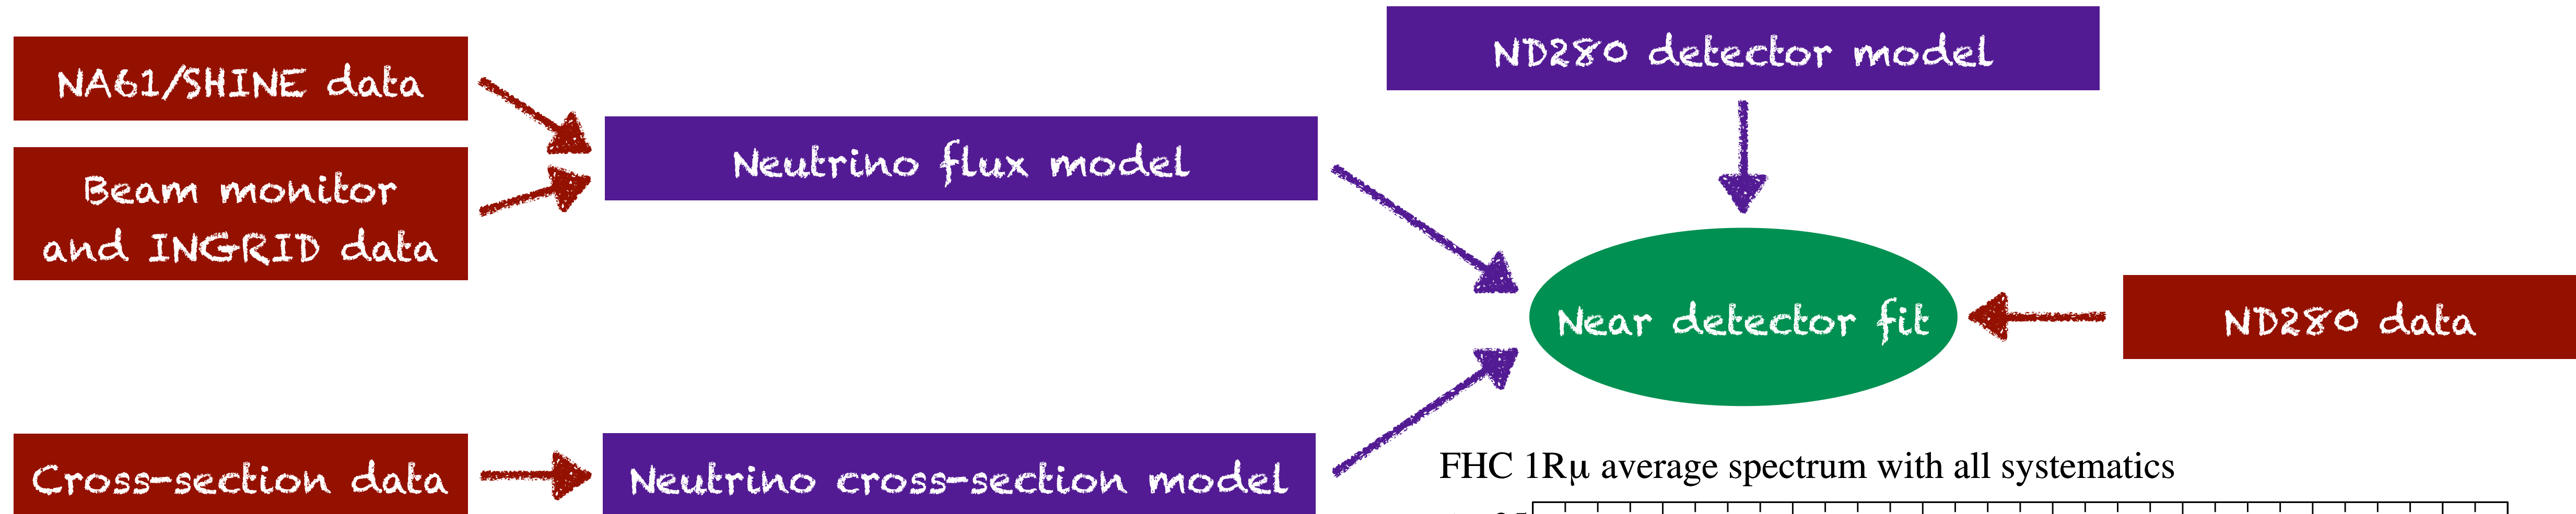 ND280 detector model
NA61/SHINE data
Neutrino flux model
Beam monitor
and INGRID data
Near detector fit
ND280 data
Cross-section data
Neutrino cross-section model
FHC 1Rμ average spectrum with all systematics